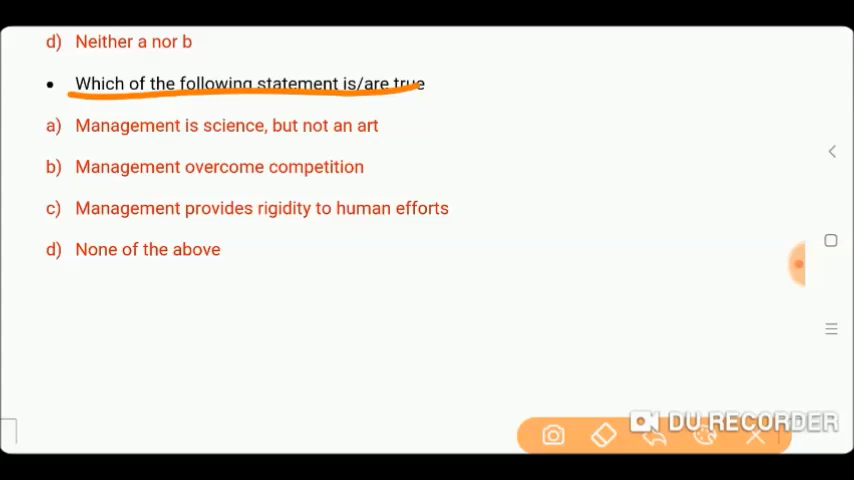 d) Neither a nor b
• Which of the following statement is/are true
a) Management is science, but not an art
b) Management overcome competition
c) Management provides rigidity to human efforts
d) None of the above
DU RECORDER